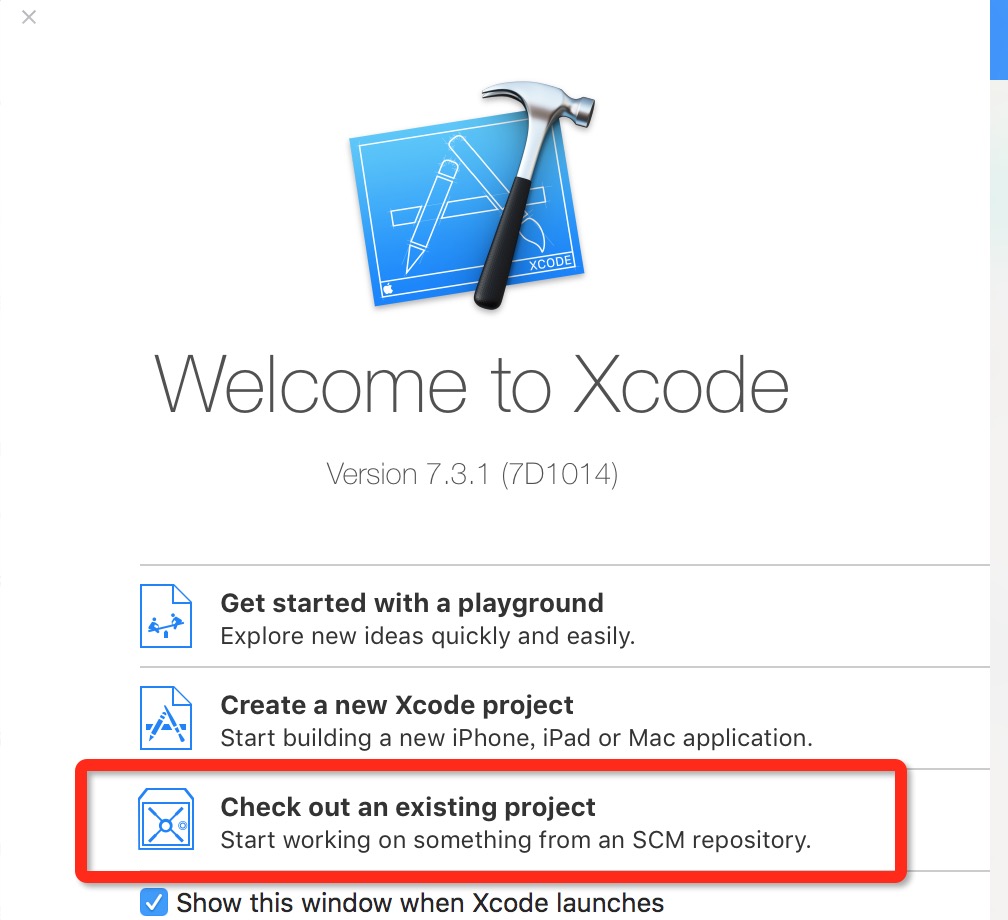 XCODE
Welcome to Xcode
Version 7.3.1 (7D1014)
Get started with a playground
Explore new ideas quickly and easily.
Create a new Xcode project
Start building a new iPhone, iPad or Mac application.
Check out an existing project
Start working on something from an SCM repository.
Show this window when Xcode launches